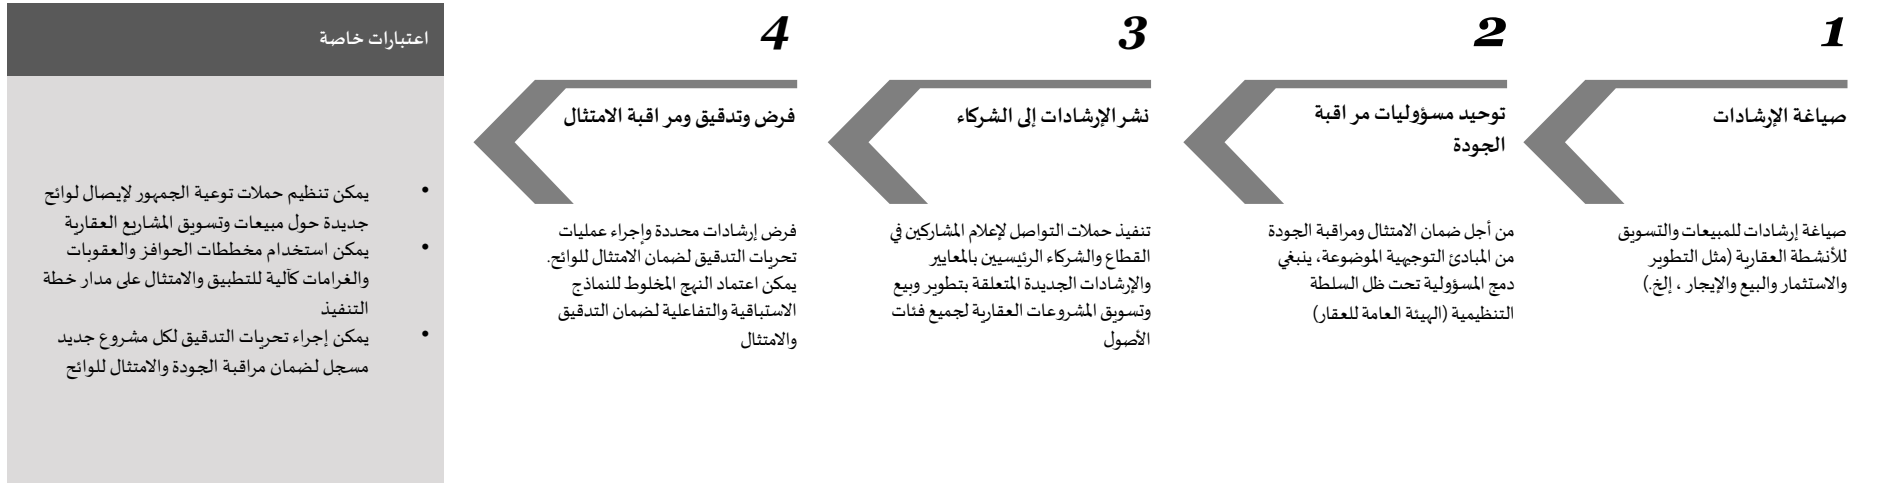 1
صياغة الإرشادات
صياغة إرشادات للمبيعات والتسويق
للأنشطة العقارية (مثل التطوير
والاستثمار والبيع والإيجار ، إلخ.)
2
توحيد مسؤوليات مر اقبة
الجودة
من أجل ضمان الامتثال ومراقبة الجودة
من المبادئ التوجيهية الموضوعة، ينبغي
دمج المسؤولية تحت ظل السلطة
التنظيمية (الهيئة العامة للعقار)
3
نشر الإرشادات إلى الشركاء
تنفيذ حملات التواصل لإعلام المشاركين في
القطاع والشركاء الرئيسيين بالمعايير
والإرشادات الجديدة المتعلقة بتطوير وبيع
وتسويق المشروعات العقارية لجميع فئات
الأصول
4
فرض وتدقيق ومر اقبة الامتثال
فرض إرشادات محددة وإجراء عمليات
تحريات التدقيق لضمان الامتثال للوائح.
يمكن اعتماد النهج المخلوط للنماذج
الاستباقية والتفاعلية لضمان التدقيق
والامتثال
اعتبارات خاصة
• يمكن تنظيم حملات توعية الجمهور لإيصال لوائح
جديدة حول مبيعات وتسويق المشاريع العقارية
• يمكن استخدام مخططات الحوافز والعقوبات
والغرامات كآلية للتطبيق والامتثال على مدار خطة
التنفيذ
• يمكن إجراء تحريات التدقيق لكل مشروع جديد
مسجل لضمان مراقبة الجودة والامتثال للوائح